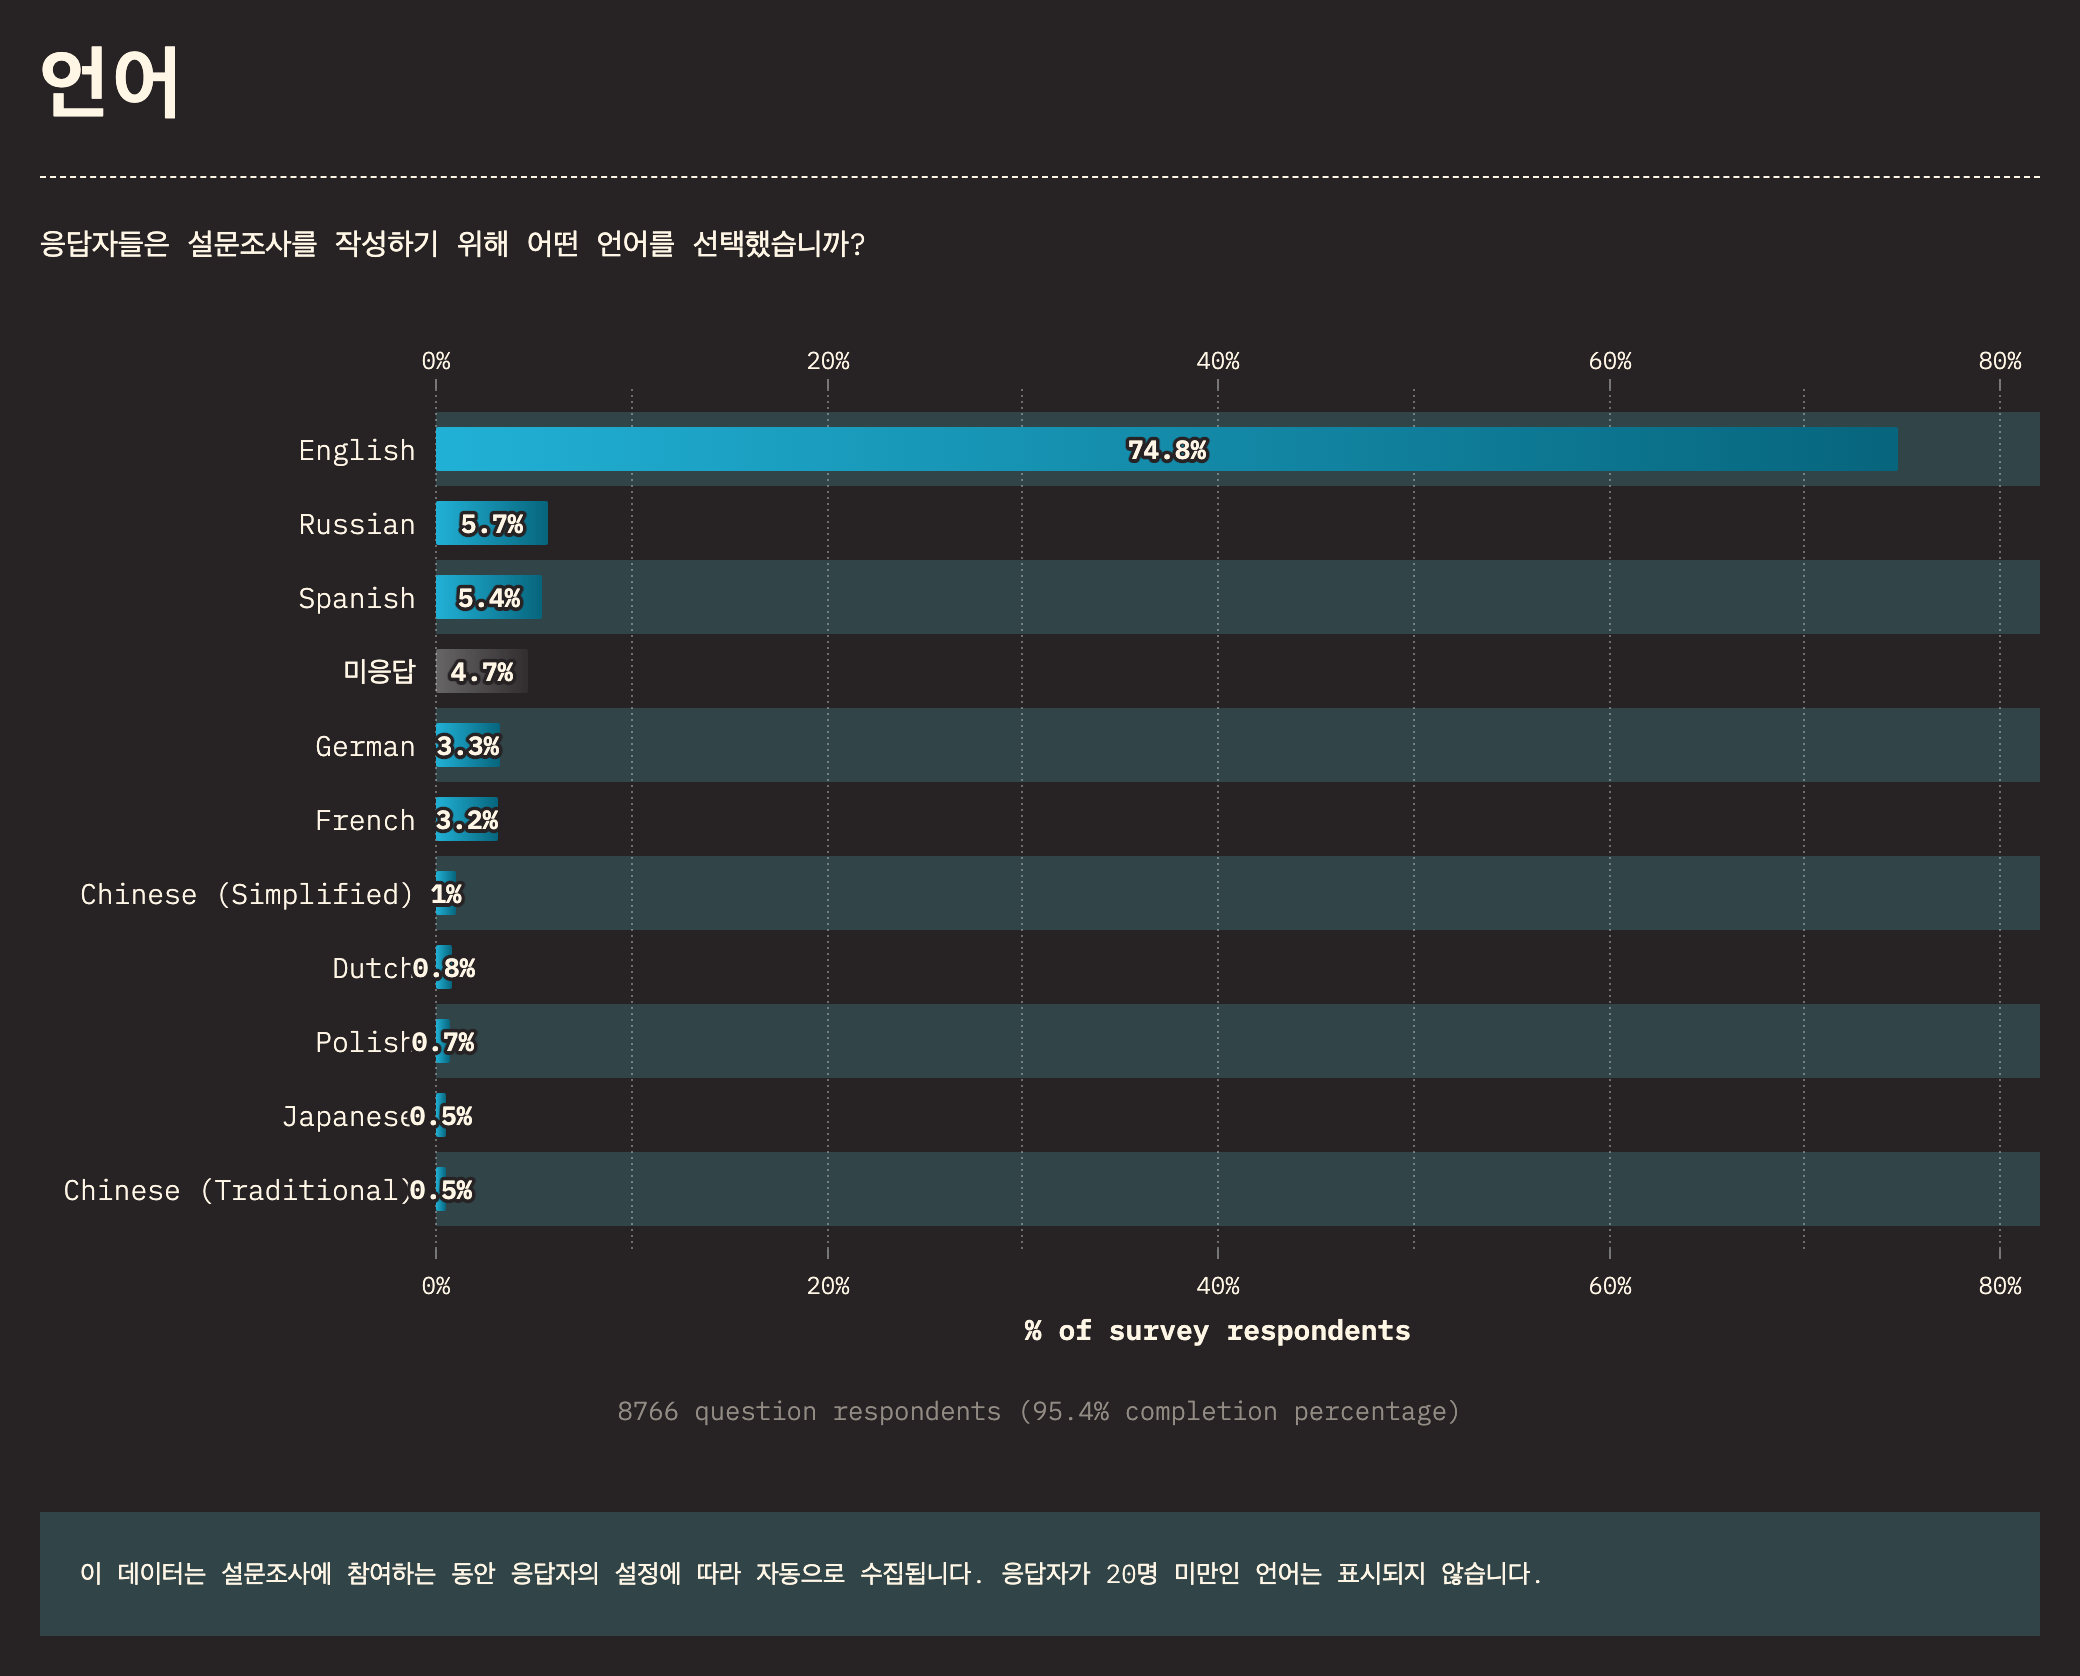 언어
응답자들은 설문조사를 작성하기 위해 어떤 언어를 선택했습니까?
0% 20% 40% 60% 80%
English 74.8%
Russian 5.7%
Spanish 5.4%
미응답 4.7%
German 3.3%
French 3.2%
Chinese (Simplified) 1%
Dutch 0.8%
Polish 0.7%
Japanese 0.5%
Chinese (Traditional) 0.5%
0% 20% 40% 60% 80%
% of survey respondents
8766 question respondents (95.4% completion percentage)
이 데이터는 설문조사에 참여하는 동안 응답자의 설정에 따라 자동으로 수집됩니다. 응답자가 20명 미만인 언어는 표시되지 않습니다.